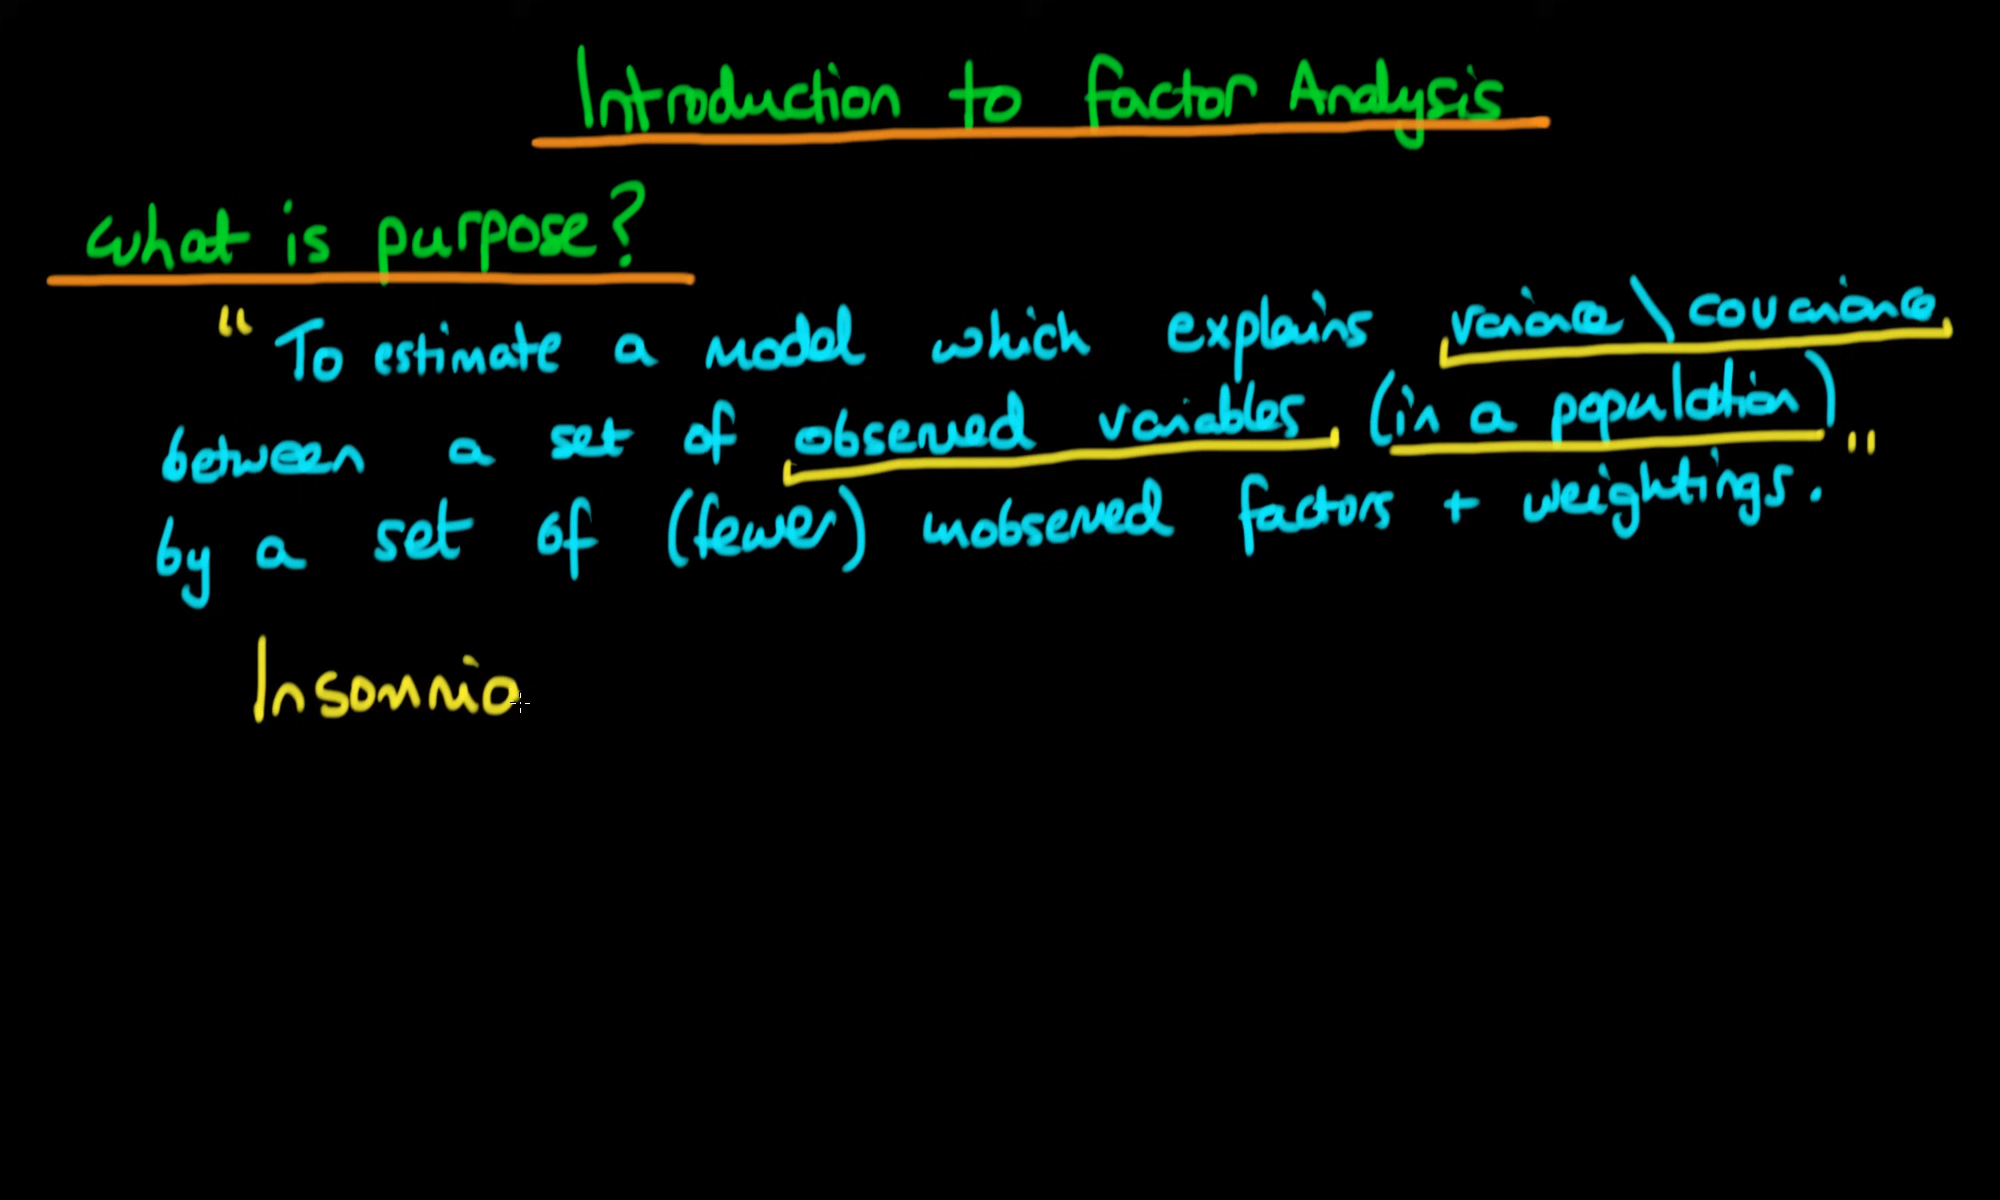 Introduction to factor Analysis
what is purpose?
"To estimate a model which explains variance\covariance
between a set of observed variables (in a population)"
by a set of (fewer) unobserved factors + weightings.
Insomnia